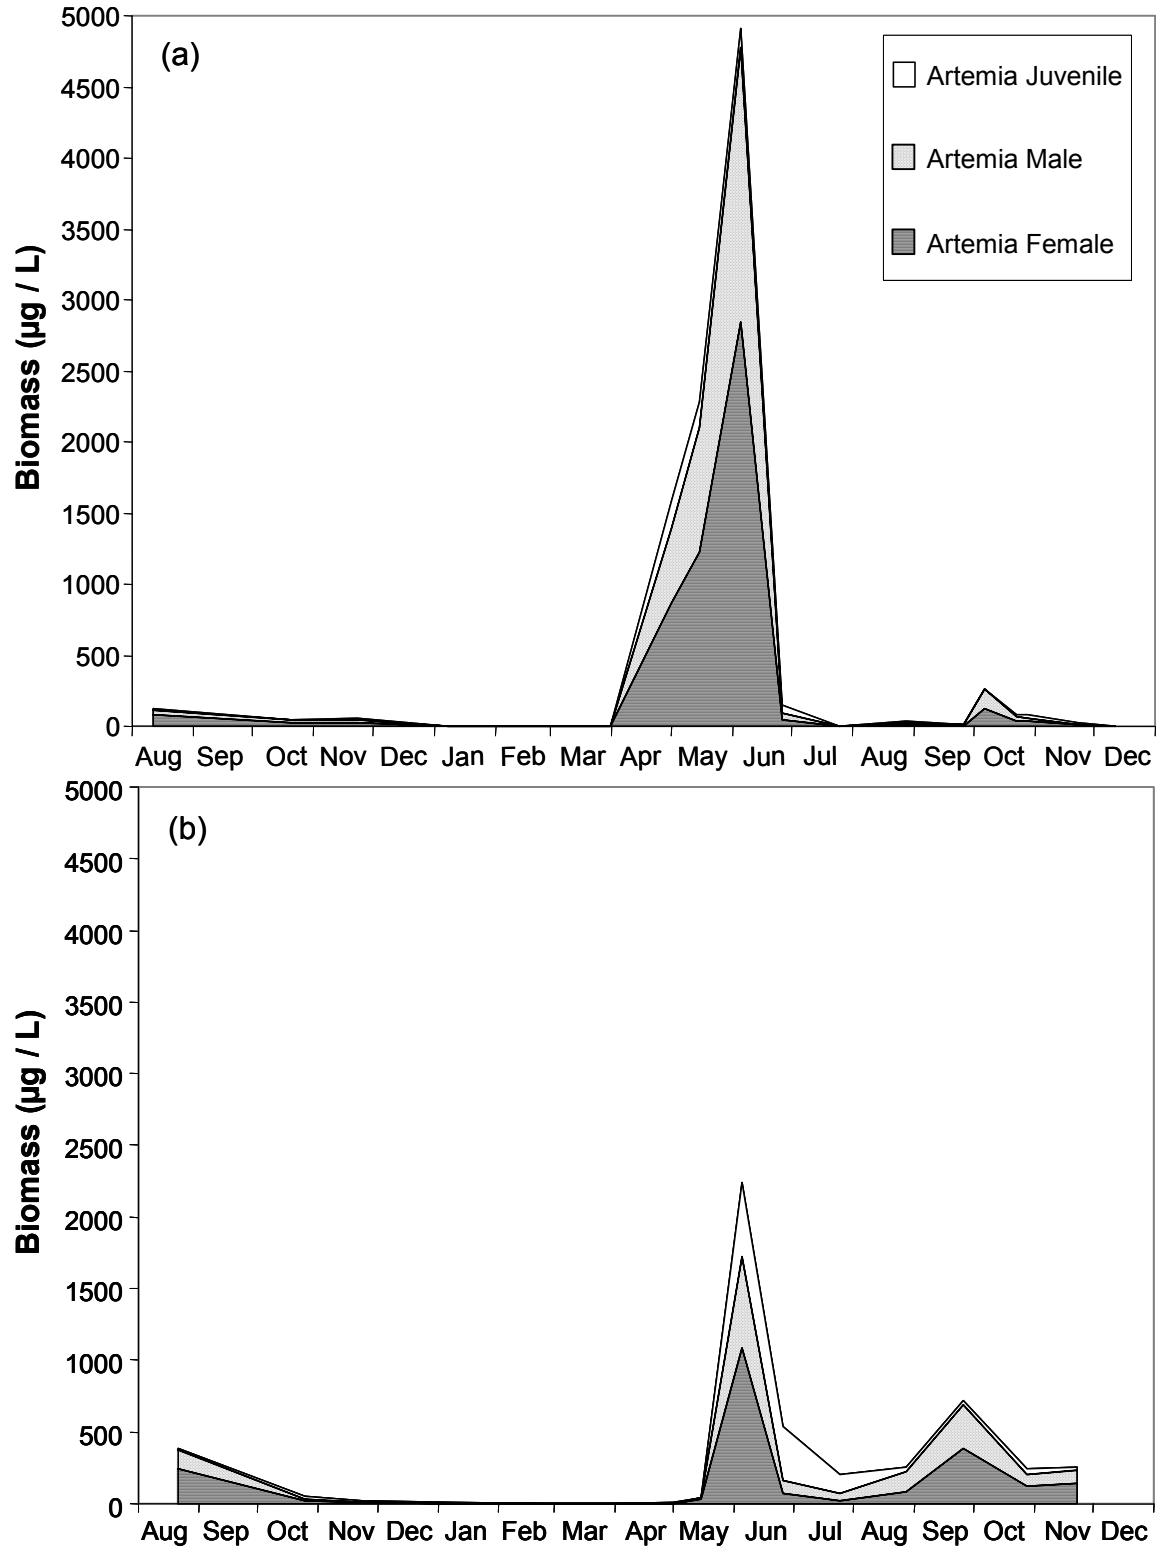 (a)
Artemia Juvenile
Artemia Male
Artemia Female
Biomass (µg / L)
5000
4500
4000
3500
3000
2500
2000
1500
1000
500
0
Aug Sep Oct Nov Dec Jan Feb Mar Apr May Jun Jul Aug Sep Oct Nov Dec
(b)
Biomass (µg / L)
5000
4500
4000
3500
3000
2500
2000
1500
1000
500
0
Aug Sep Oct Nov Dec Jan Feb Mar Apr May Jun Jul Aug Sep Oct Nov Dec